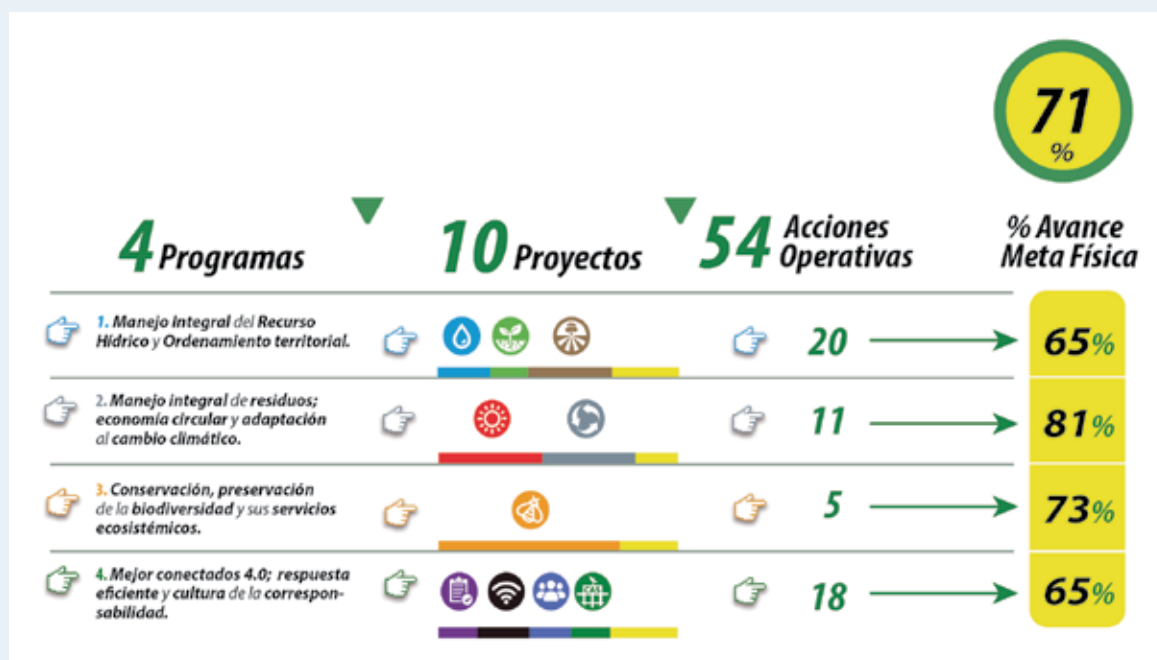 71
%
4 Programas
10 Proyectos
54 Acciones
Operativas
% Avance
Meta Física
1. Manejo Integral del Recurso
Hídrico y Ordenamiento territorial.
20
65%
2. Manejo integral de residuos;
economía circular y adaptación
al cambio climático.
11
81%
3. Conservación, preservación
de la biodiversidad y sus servicios
ecosistémicos.
5
73%
4. Mejor conectados 4.0; respuesta
eficiente y cultura de la correspon-
sabilidad.
18
65%